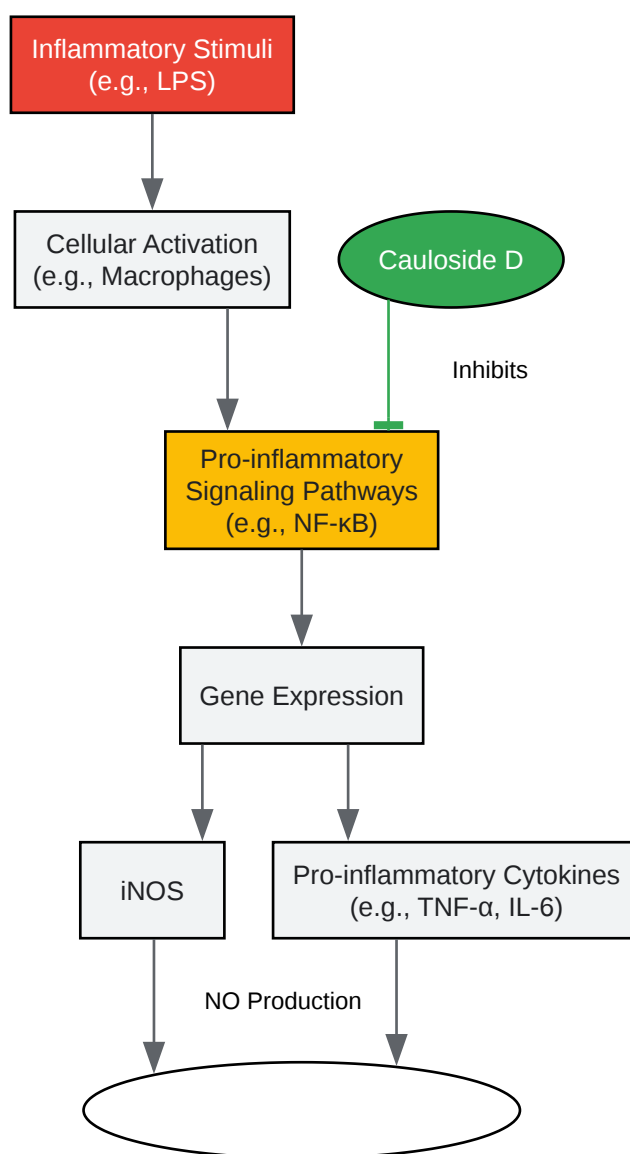 Inflammatory Stimuli
(e.g., LPS)
Cellular Activation
(e.g., Macrophages)
Cauloside D
Inhibits
Pro-inflammatory
Signaling Pathways
(e.g., NF-κB)
Gene Expression
iNOS
Pro-inflammatory Cytokines
(e.g., TNF-α, IL-6)
NO Production